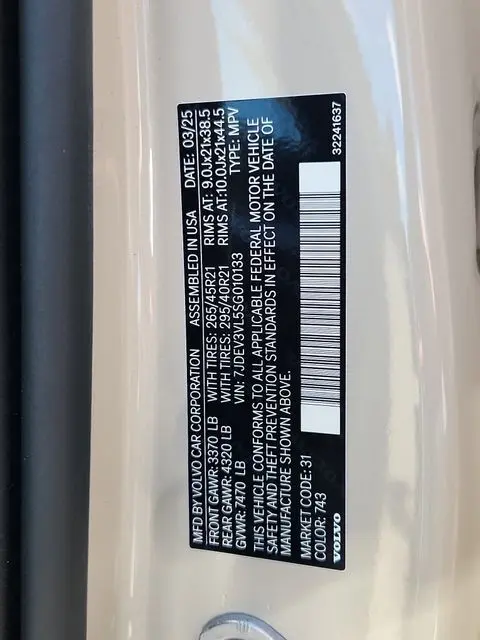 MFD BY VOLVO CAR CORPORATION ASSEMBLED IN USA DATE: 03/25
FRONT GAWR: 3370 LB WITH TIRES: 265/45R21 RIMS AT: 9.0Jx21x38.5
REAR GAWR: 4320 LB WITH TIRES: 295/40R21 RIMS AT:10.0Jx21x44.5
GVWR: 7470 LB VIN: 7JDEV3VL5SG010133 TYPE: MPV
THIS VEHICLE CONFORMS TO ALL APPLICABLE FEDERAL MOTOR VEHICLE
SAFETY AND THEFT PREVENTION STANDARDS IN EFFECT ON THE DATE OF
MANUFACTURE SHOWN ABOVE.
MARKET CODE: 31
COLOR: 743
VOLVO 32241637